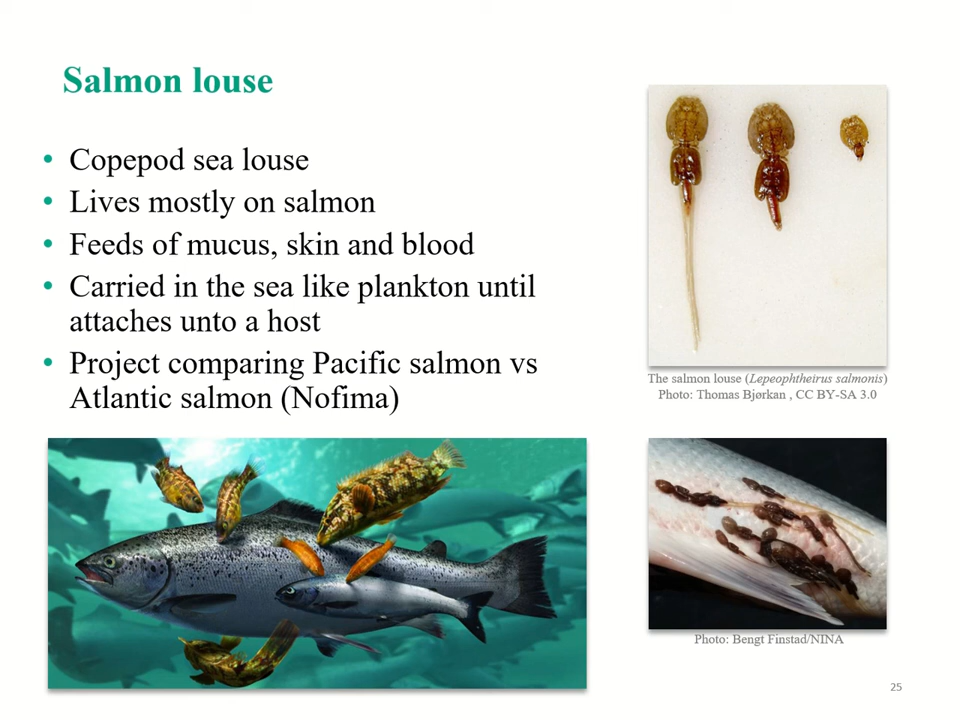 Salmon louse
• Copepod sea louse
• Lives mostly on salmon
• Feeds of mucus, skin and blood
• Carried in the sea like plankton until
attaches unto a host
• Project comparing Pacific salmon vs
Atlantic salmon (Nofima)
The salmon louse (Lepeophtheirus salmonis)
Photo: Thomas Bjørkan , CC BY-SA 3.0
Photo: Bengt Finstad/NINA
25